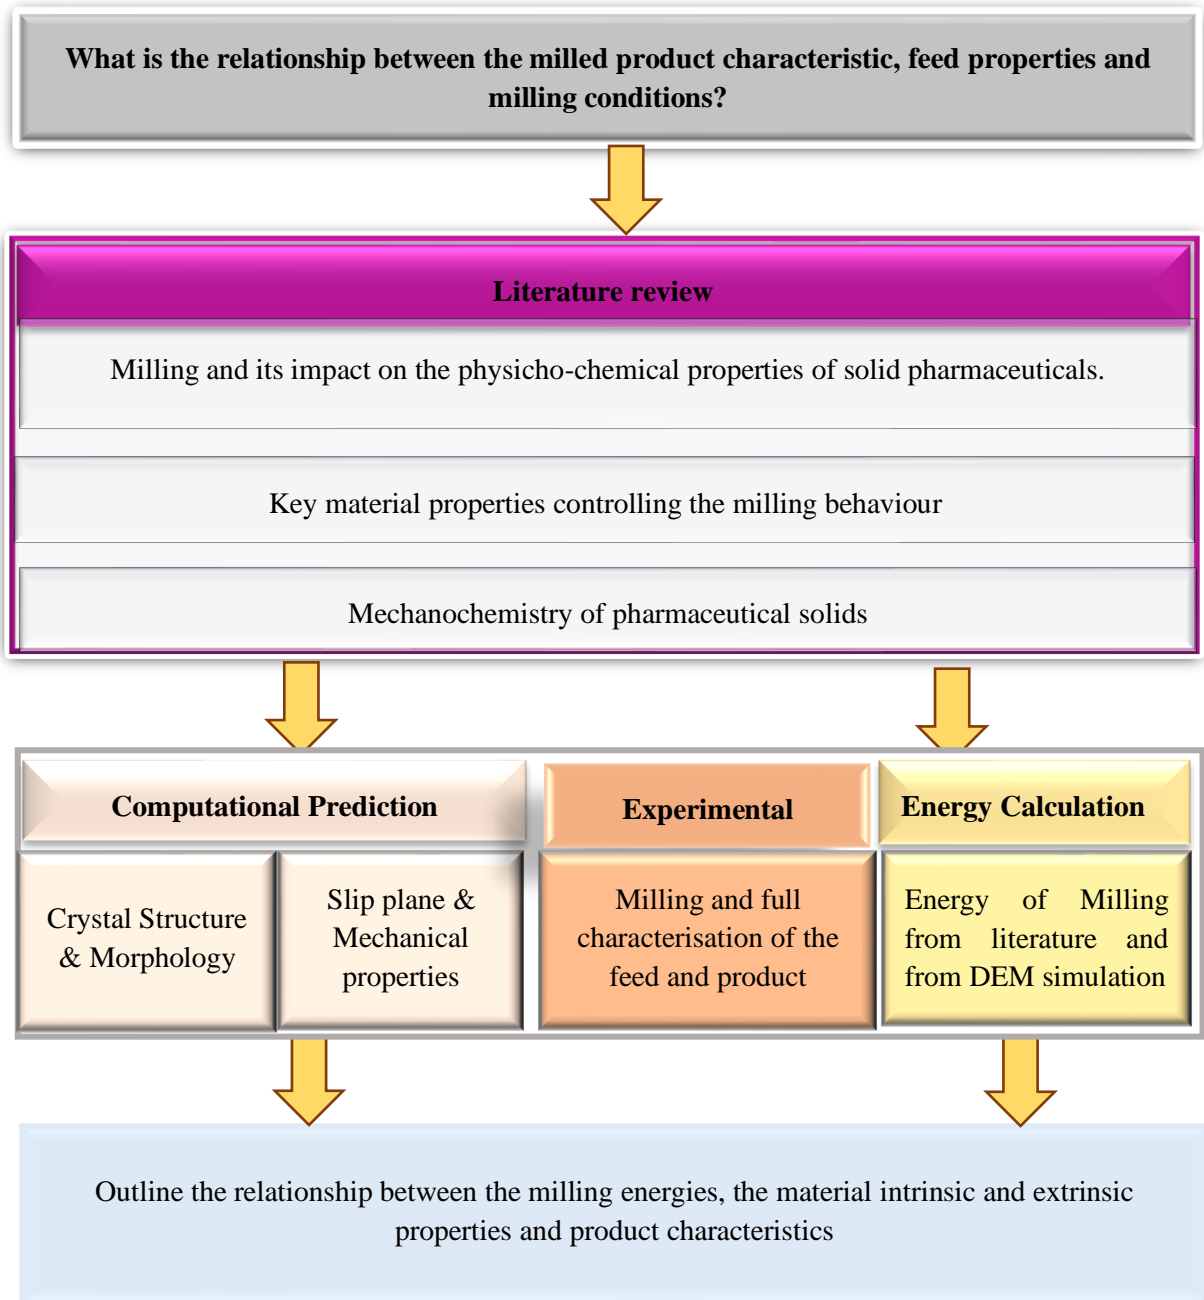 What is the relationship between the milled product characteristic, feed properties and
milling conditions?
Literature review
Milling and its impact on the physicho-chemical properties of solid pharmaceuticals.
Key material properties controlling the milling behaviour
Mechanochemistry of pharmaceutical solids
Computational Prediction
Crystal Structure
& Morphology
Slip plane &
Mechanical
properties
Experimental
Milling and full
characterisation of the
feed and product
Energy Calculation
Energy of Milling
from literature and
from DEM simulation
Outline the relationship between the milling energies, the material intrinsic and extrinsic
properties and product characteristics